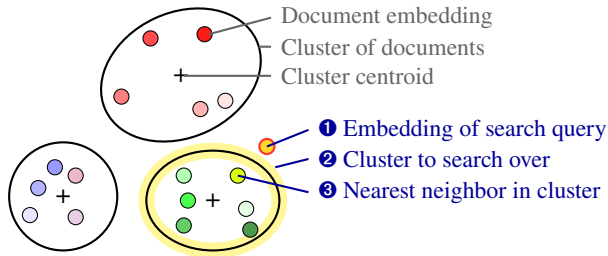 Document embedding
Cluster of documents
Cluster centroid
❶ Embedding of search query
❷ Cluster to search over
❸ Nearest neighbor in cluster